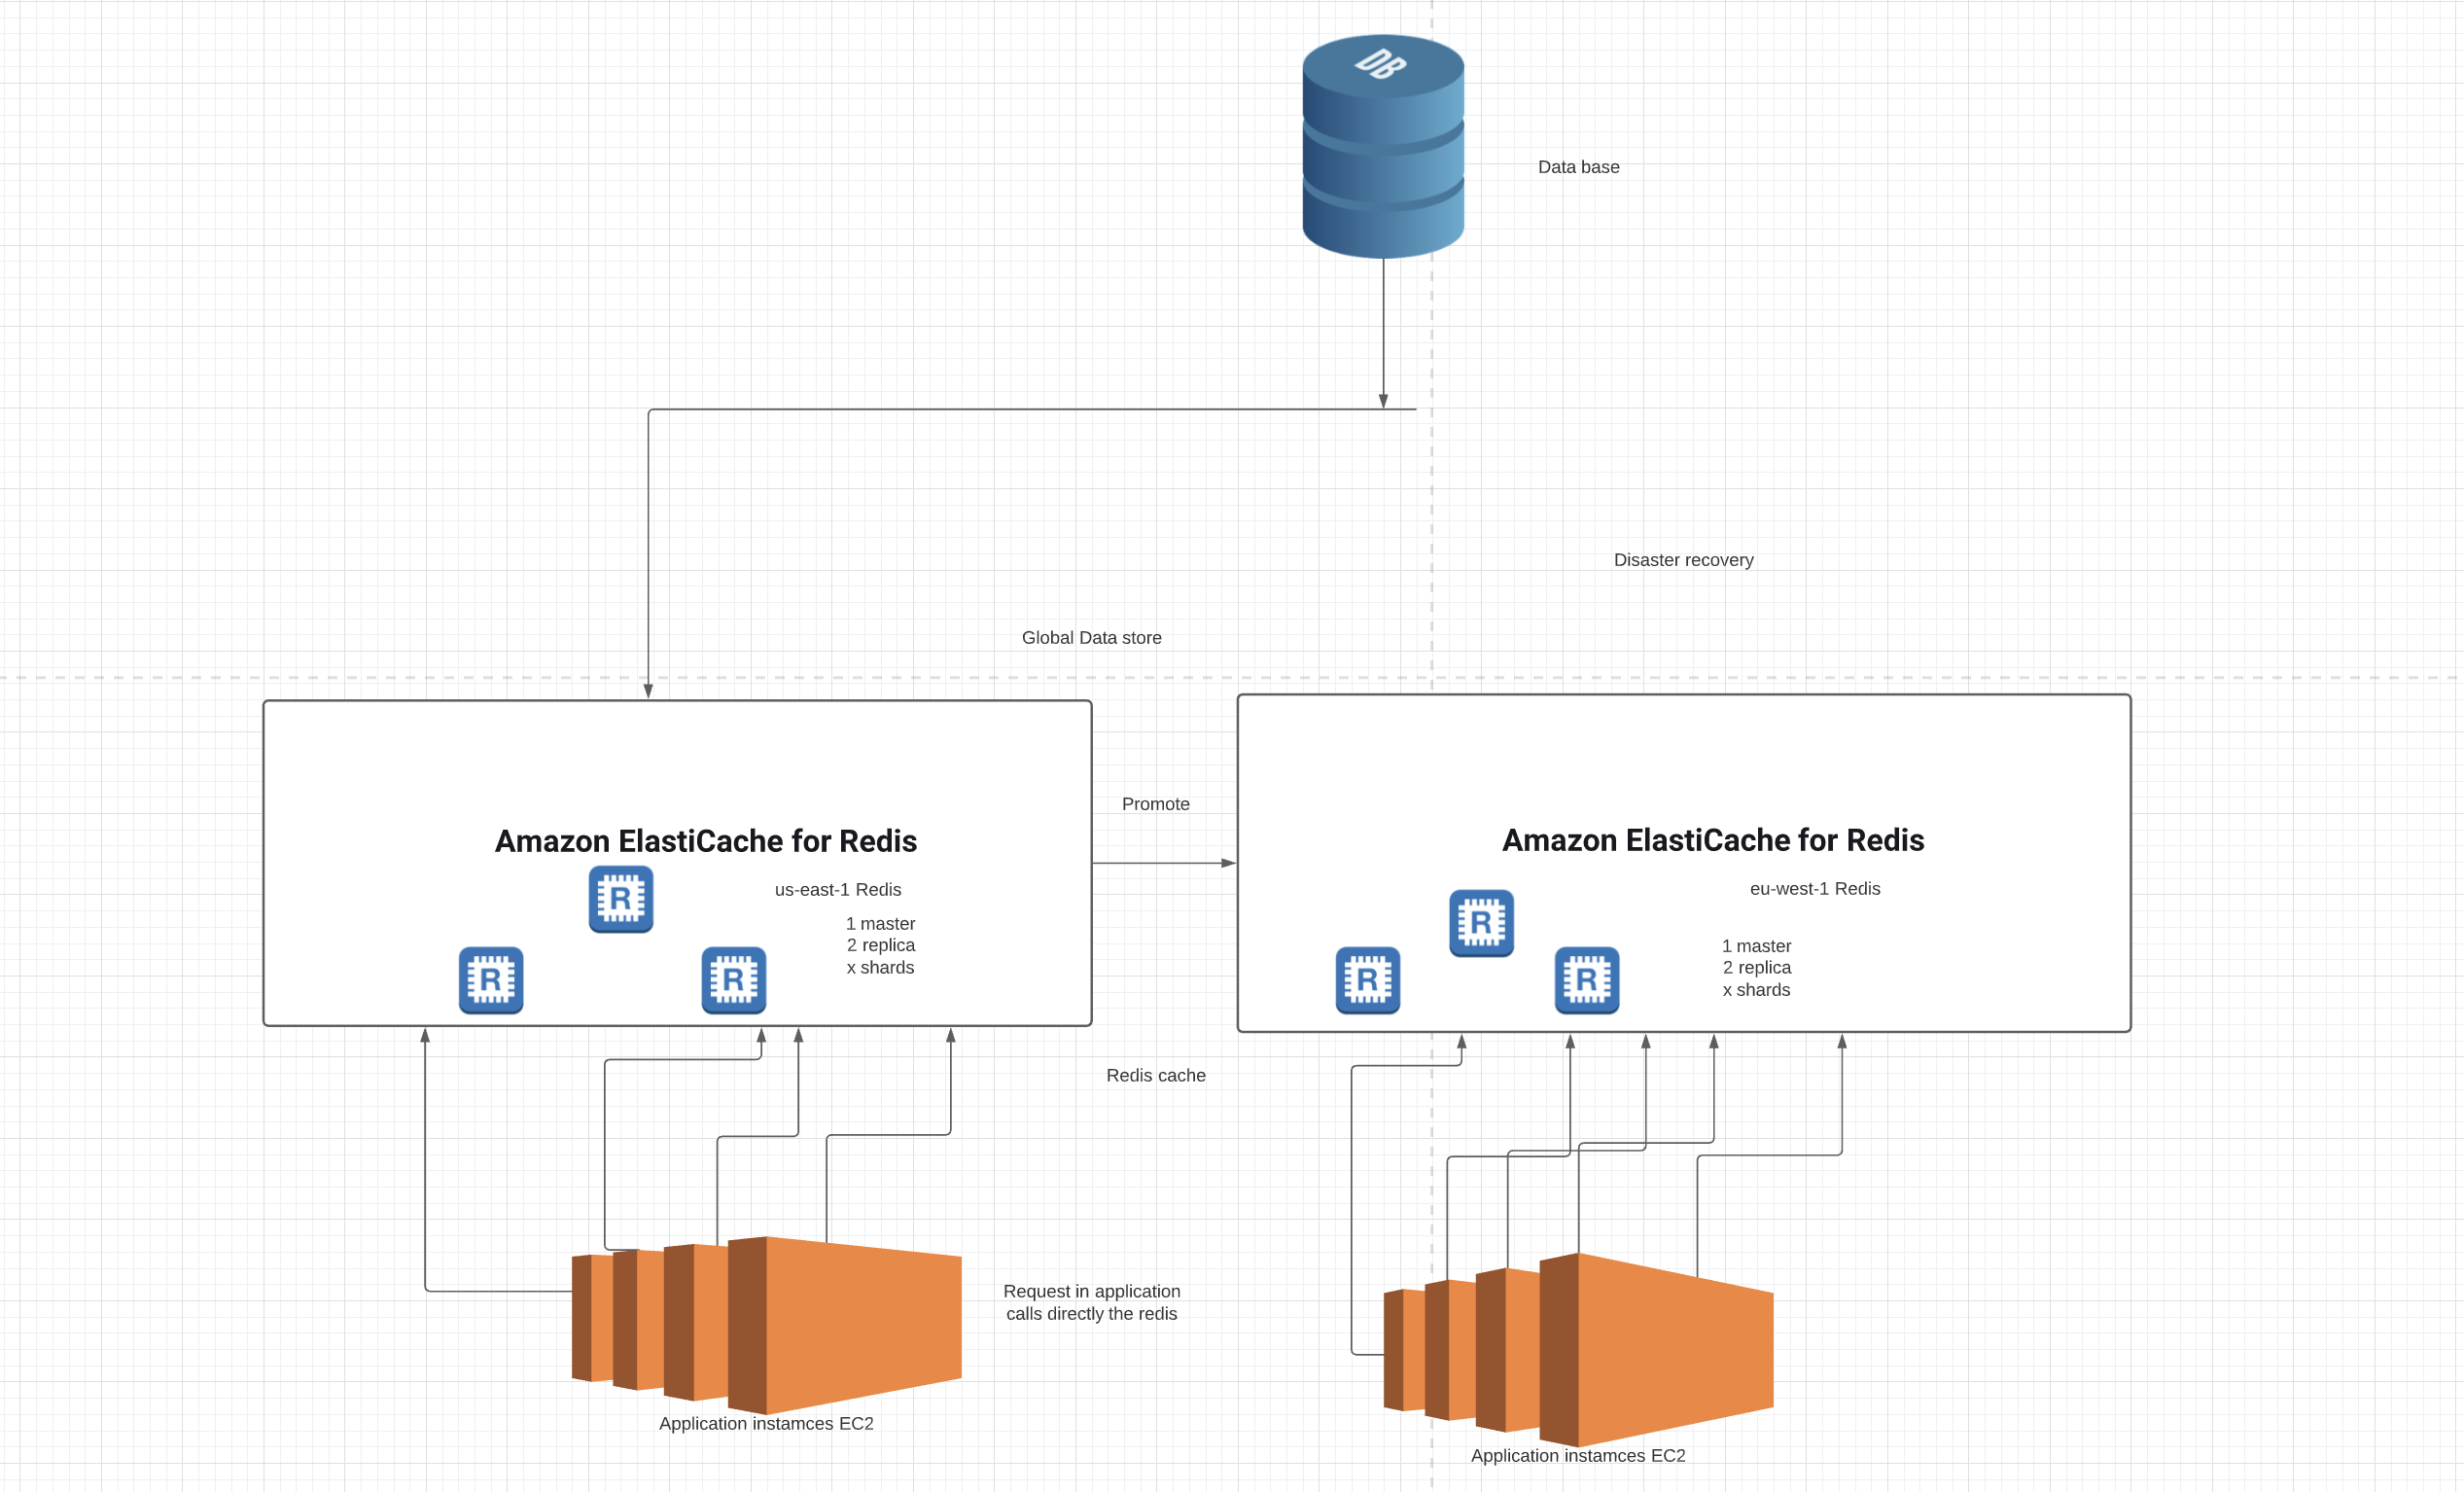 DB
Data base
Disaster recovery
Global Data store
Promote
Amazon ElastiCache for Redis
us-east-1 Redis
1 master
2 replica
x shards
R
R
R
Amazon ElastiCache for Redis
eu-west-1 Redis
1 master
2 replica
x shards
R
R
R
Redis cache
Request in application
calls directly the redis
Application instamces EC2
Application instamces EC2